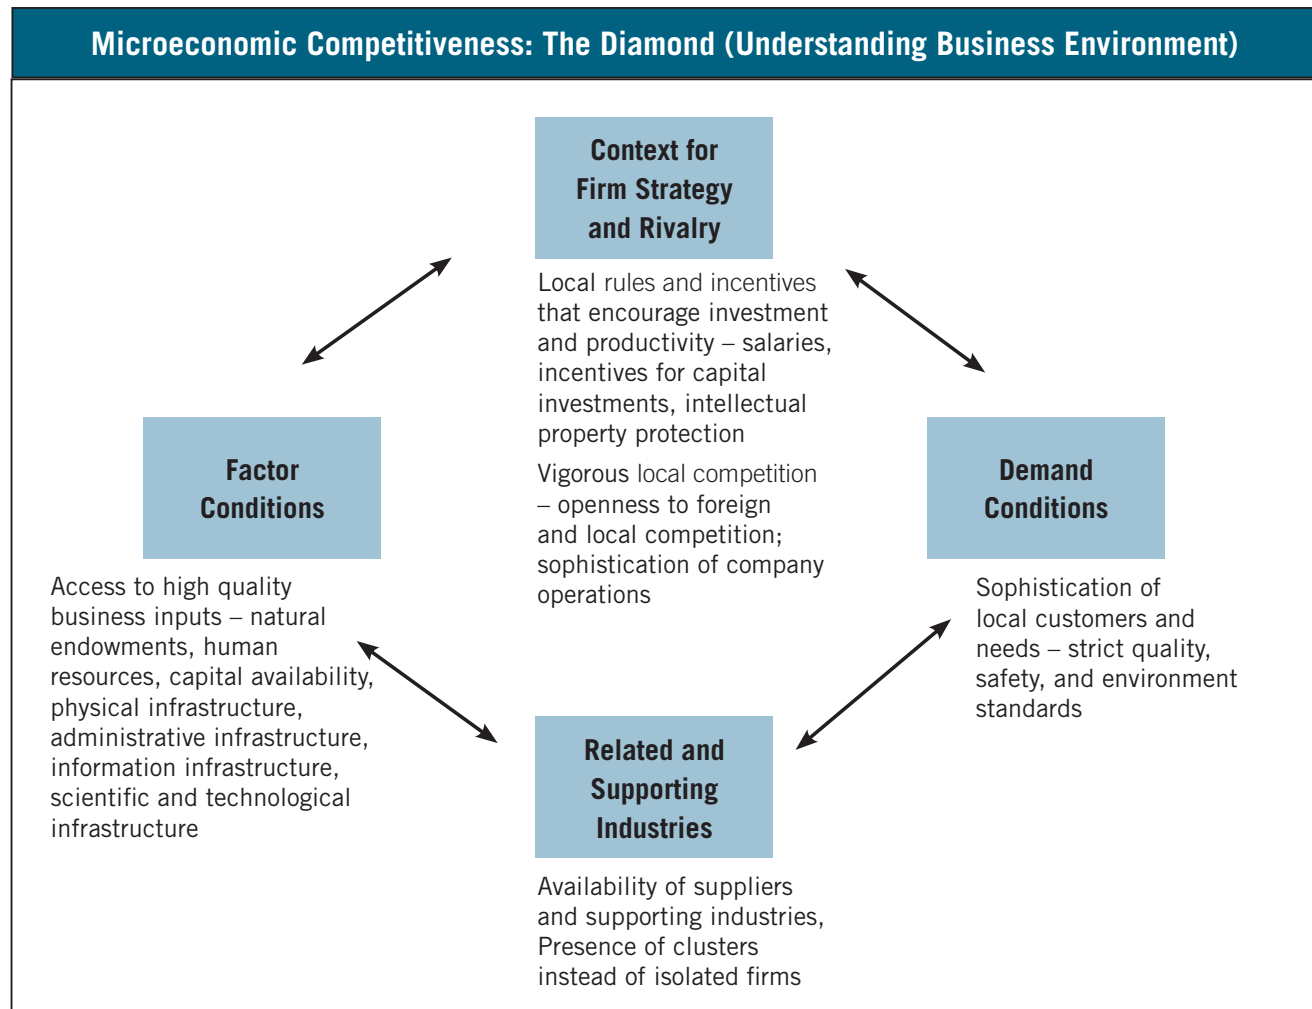 Microeconomic Competitiveness: The Diamond (Understanding Business Environment)
Context for
Firm Strategy
and Rivalry
Local rules and incentives
that encourage investment
and productivity – salaries,
incentives for capital
investments, intellectual
property protection
Vigorous local competition
– openness to foreign
and local competition;
sophistication of company
operations
Factor
Conditions
Access to high quality
business inputs – natural
endowments, human
resources, capital availability,
physical infrastructure,
administrative infrastructure,
information infrastructure,
scientific and technological
infrastructure
Demand
Conditions
Sophistication of
local customers and
needs – strict quality,
safety, and environment
standards
Related and
Supporting
Industries
Availability of suppliers
and supporting industries,
Presence of clusters
instead of isolated firms